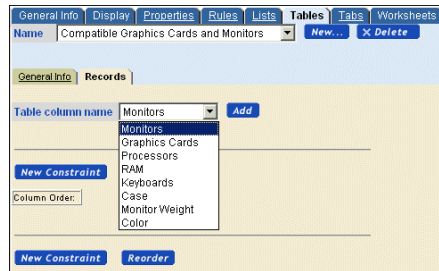 General Info Display Properties Rules Lists Tables Tabs Worksheets
Name Compatible Graphics Cards and Monitors New... X Delete
General Info Records
Table column name Monitors Add
Monitors
Graphics Cards
Processors
RAM
Keyboards
Case
Monitor Weight
Color
New Constraint
Column Order:
New Constraint Reorder